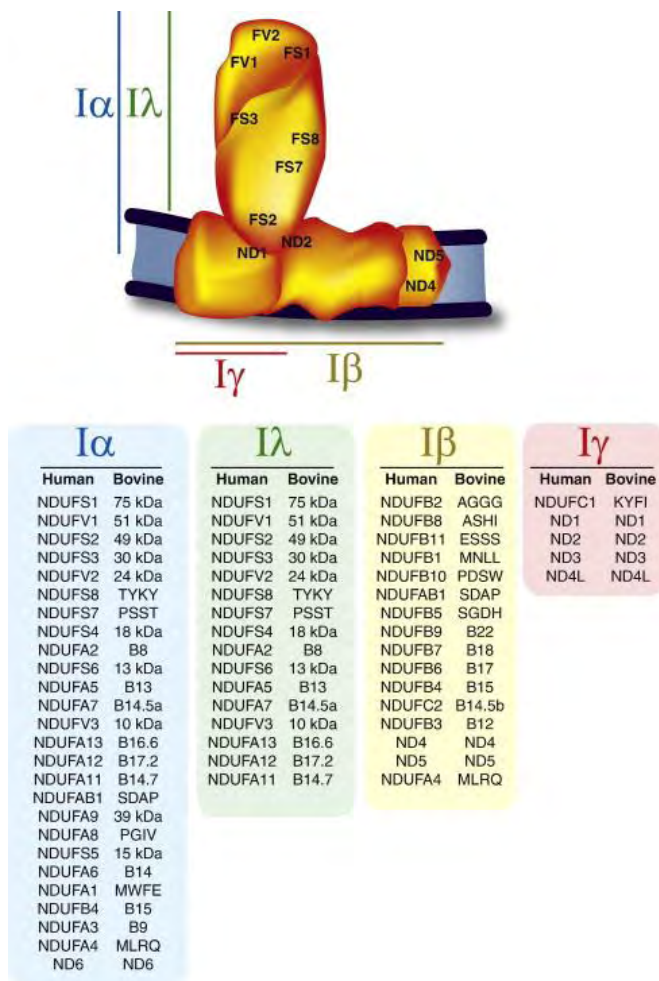 FV2
FV1 FS1
Iα Iλ
FS3
FS8
FS7
FS2
ND1 ND2
ND5
ND4
Iγ Iβ
Iα
Human Bovine
NDUFS1 75 kDa
NDUFV1 51 kDa
NDUFS2 49 kDa
NDUFS3 30 kDa
NDUFV2 24 kDa
NDUFS8 TYKY
NDUFS7 PSST
NDUFS4 18 kDa
NDUFA2 B8
NDUFS6 13 kDa
NDUFA5 B13
NDUFA7 B14.5a
NDUFV3 10 kDa
NDUFA13 B16.6
NDUFA12 B17.2
NDUFA11 B14.7
NDUFAB1 SDAP
NDUFA9 39 kDa
NDUFA8 PGIV
NDUFS5 15 kDa
NDUFA6 B14
NDUFA1 MWFE
NDUFB4 B15
NDUFA3 B9
NDUFA4 MLRQ
ND6 ND6
Iλ
Human Bovine
NDUFS1 75 kDa
NDUFV1 51 kDa
NDUFS2 49 kDa
NDUFS3 30 kDa
NDUFV2 24 kDa
NDUFS8 TYKY
NDUFS7 PSST
NDUFS4 18 kDa
NDUFA2 B8
NDUFS6 13 kDa
NDUFA5 B13
NDUFA7 B14.5a
NDUFV3 10 kDa
NDUFA13 B16.6
NDUFA12 B17.2
NDUFA11 B14.7
Iβ
Human Bovine
NDUFB2 AGGG
NDUFB8 ASHI
NDUFB11 ESSS
NDUFB1 MNLL
NDUFB10 PDSW
NDUFAB1 SDAP
NDUFB5 SGDH
NDUFB9 B22
NDUFB7 B18
NDUFB6 B17
NDUFB4 B15
NDUFC2 B14.5b
NDUFB3 B12
ND4 ND4
ND5 ND5
NDUFA4 MLRQ
Iγ
Human Bovine
NDUFC1 KYFI
ND1 ND1
ND2 ND2
ND3 ND3
ND4L ND4L